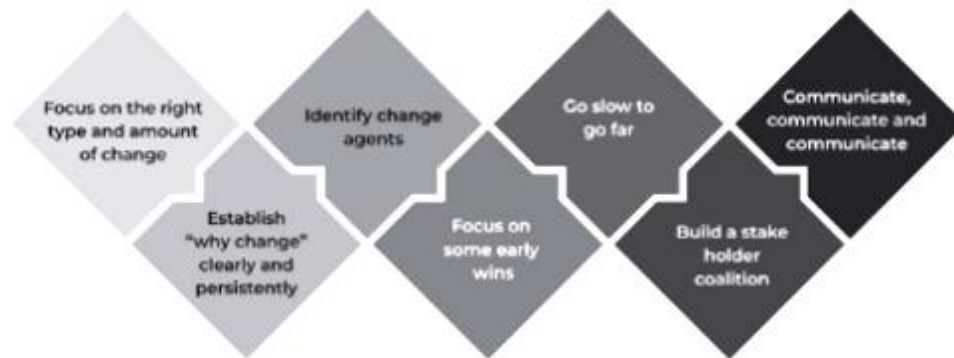 Focus on the right
type and amount
of change
Establish
“why change”
clearly and
persistently
Identify change
agents
Focus on
some early
wins
Go slow to
go far
Build a stake
holder
coalition
Communicate,
communicate and
communicate